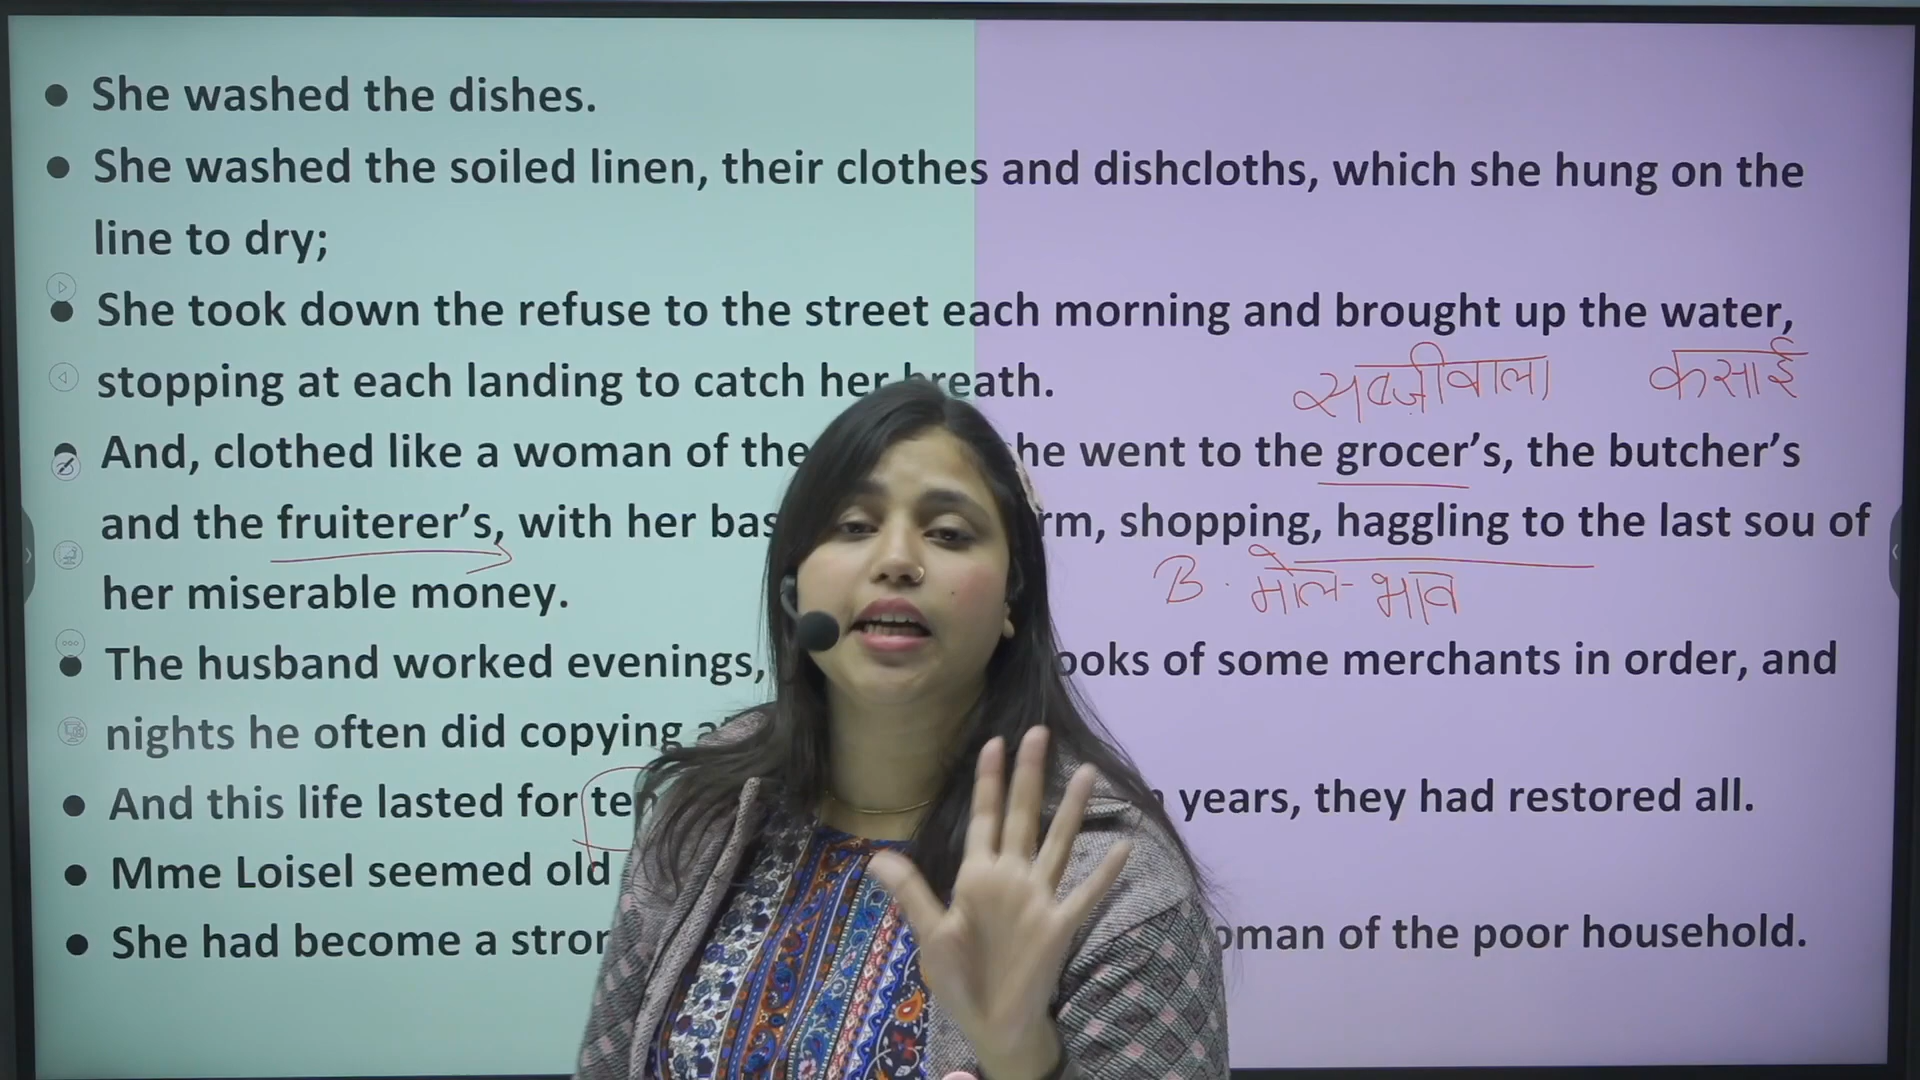 She washed the dishes.
She washed the soiled linen, their clothes and dishcloths, which she hung on the
line to dry;
She took down the refuse to the street each morning and brought up the water,
stopping at each landing to catch her breath.
सब्ज़ीवाला कसाई
And, clothed like a woman of the he went to the grocer's, the butcher's
and the fruiterer's, with her bas rm, shopping, haggling to the last sou of
her miserable money.
B. मोल-भाव
The husband worked evenings, ooks of some merchants in order, and
nights he often did copying
And this life lasted for ten years, they had restored all.
Mme Loisel seemed old
She had become a stron oman of the poor household.